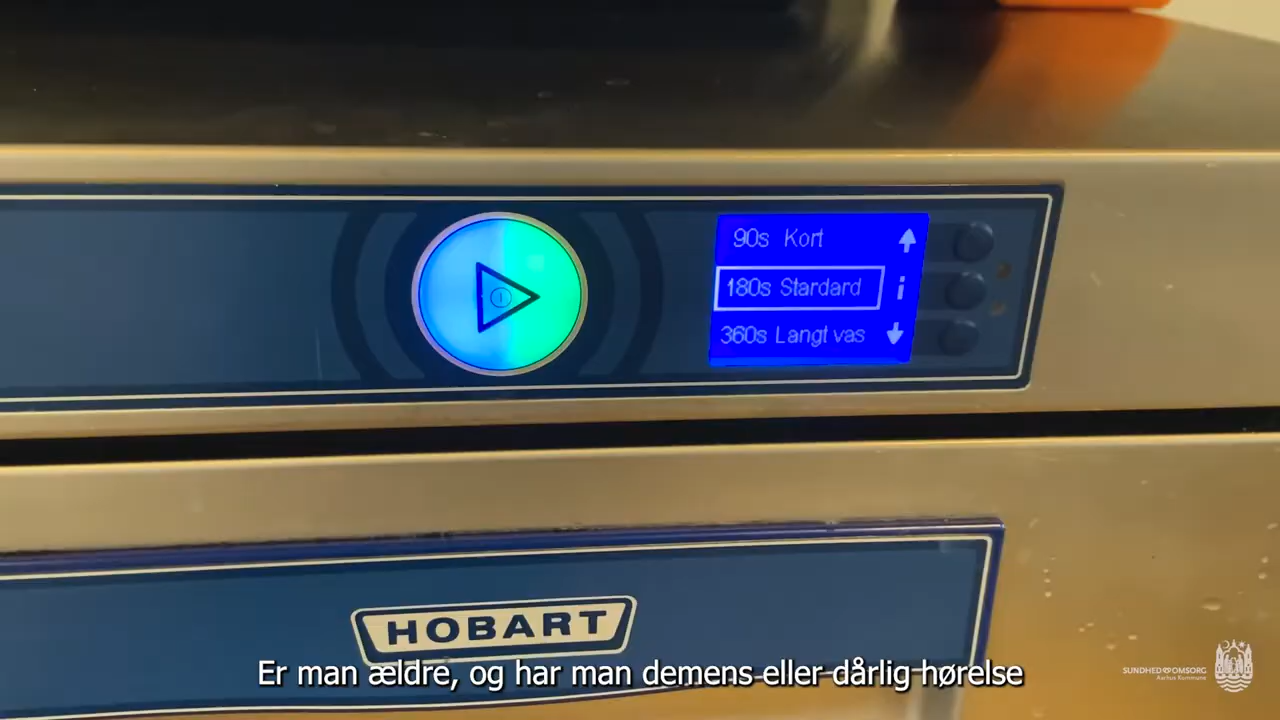 90s Kort
180s Stardard
i
360s Langt vas
HOBART
Er man ældre, og har man demens eller dårlig hørelse
SUNDHED OG OMSORG
Aarhus Kommune